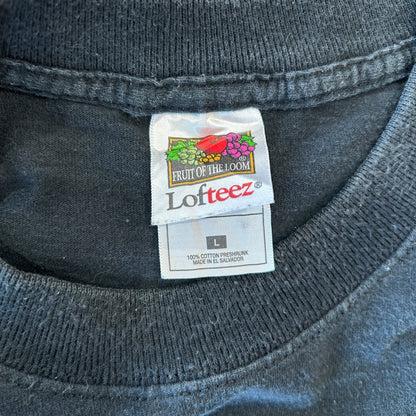 FRUIT OF THE LOOM
®
Lofteez®
L
100% COTTON PRESHRUNK
MADE IN EL SALVADOR